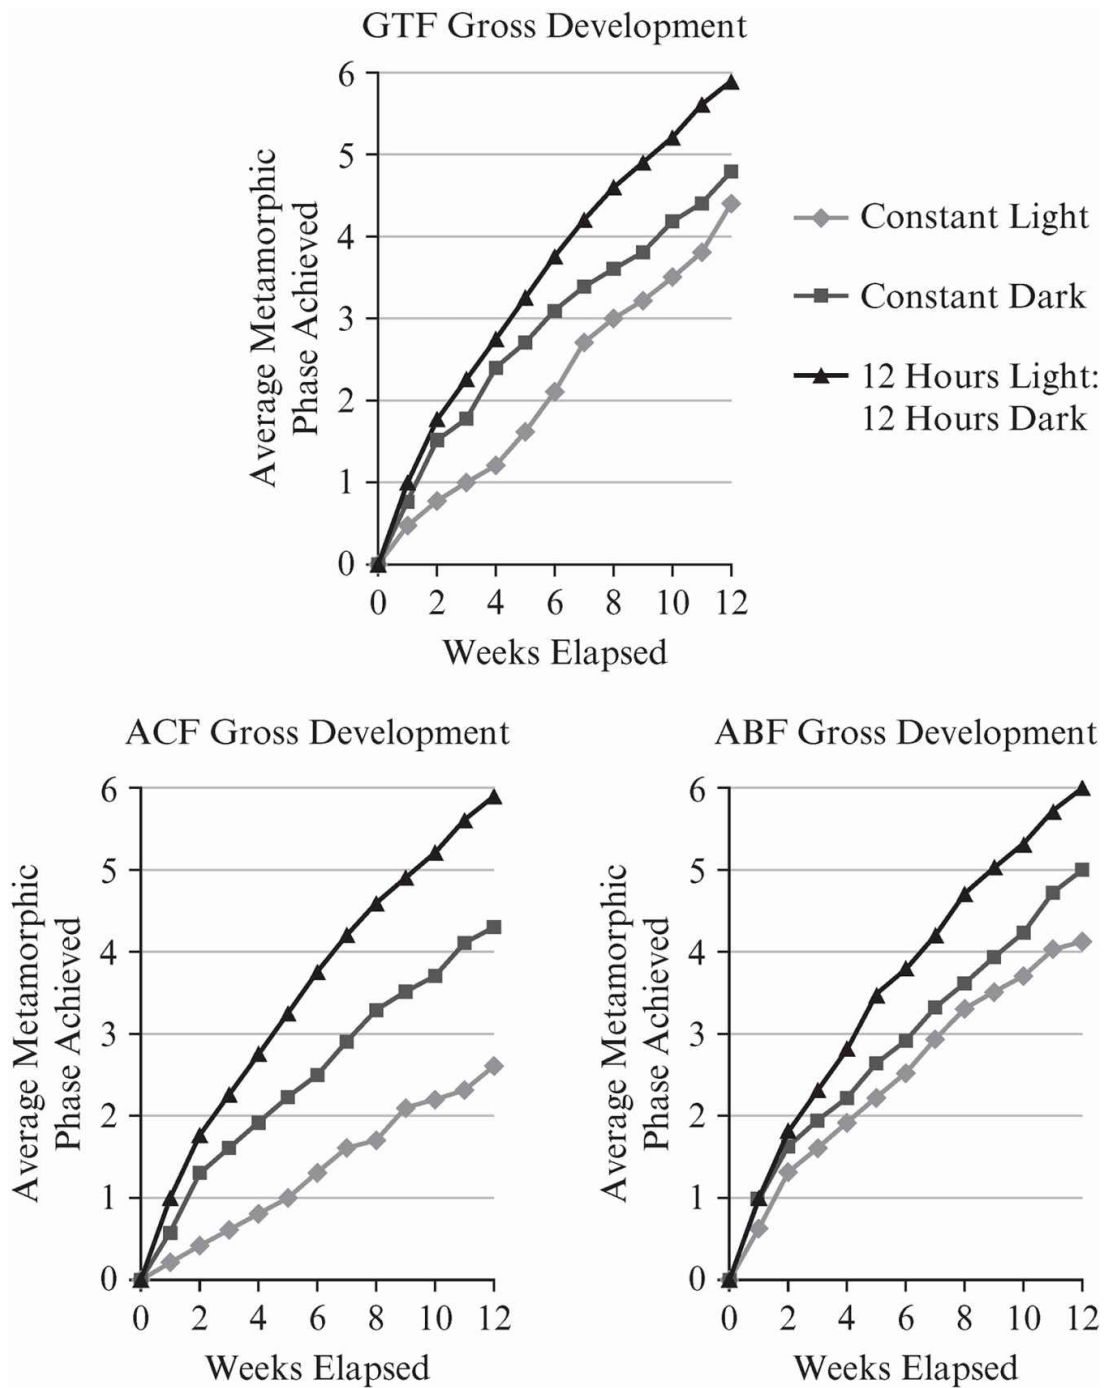 GTF Gross Development
6
5
4
3
2
1
0
Average Metamorphic
Phase Achieved
0 2 4 6 8 10 12
Weeks Elapsed
Constant Light
Constant Dark
12 Hours Light:
12 Hours Dark
ACF Gross Development
6
5
4
3
2
1
0
Average Metamorphic
Phase Achieved
0 2 4 6 8 10 12
Weeks Elapsed
ABF Gross Development
6
5
4
3
2
1
0
Average Metamorphic
Phase Achieved
0 2 4 6 8 10 12
Weeks Elapsed